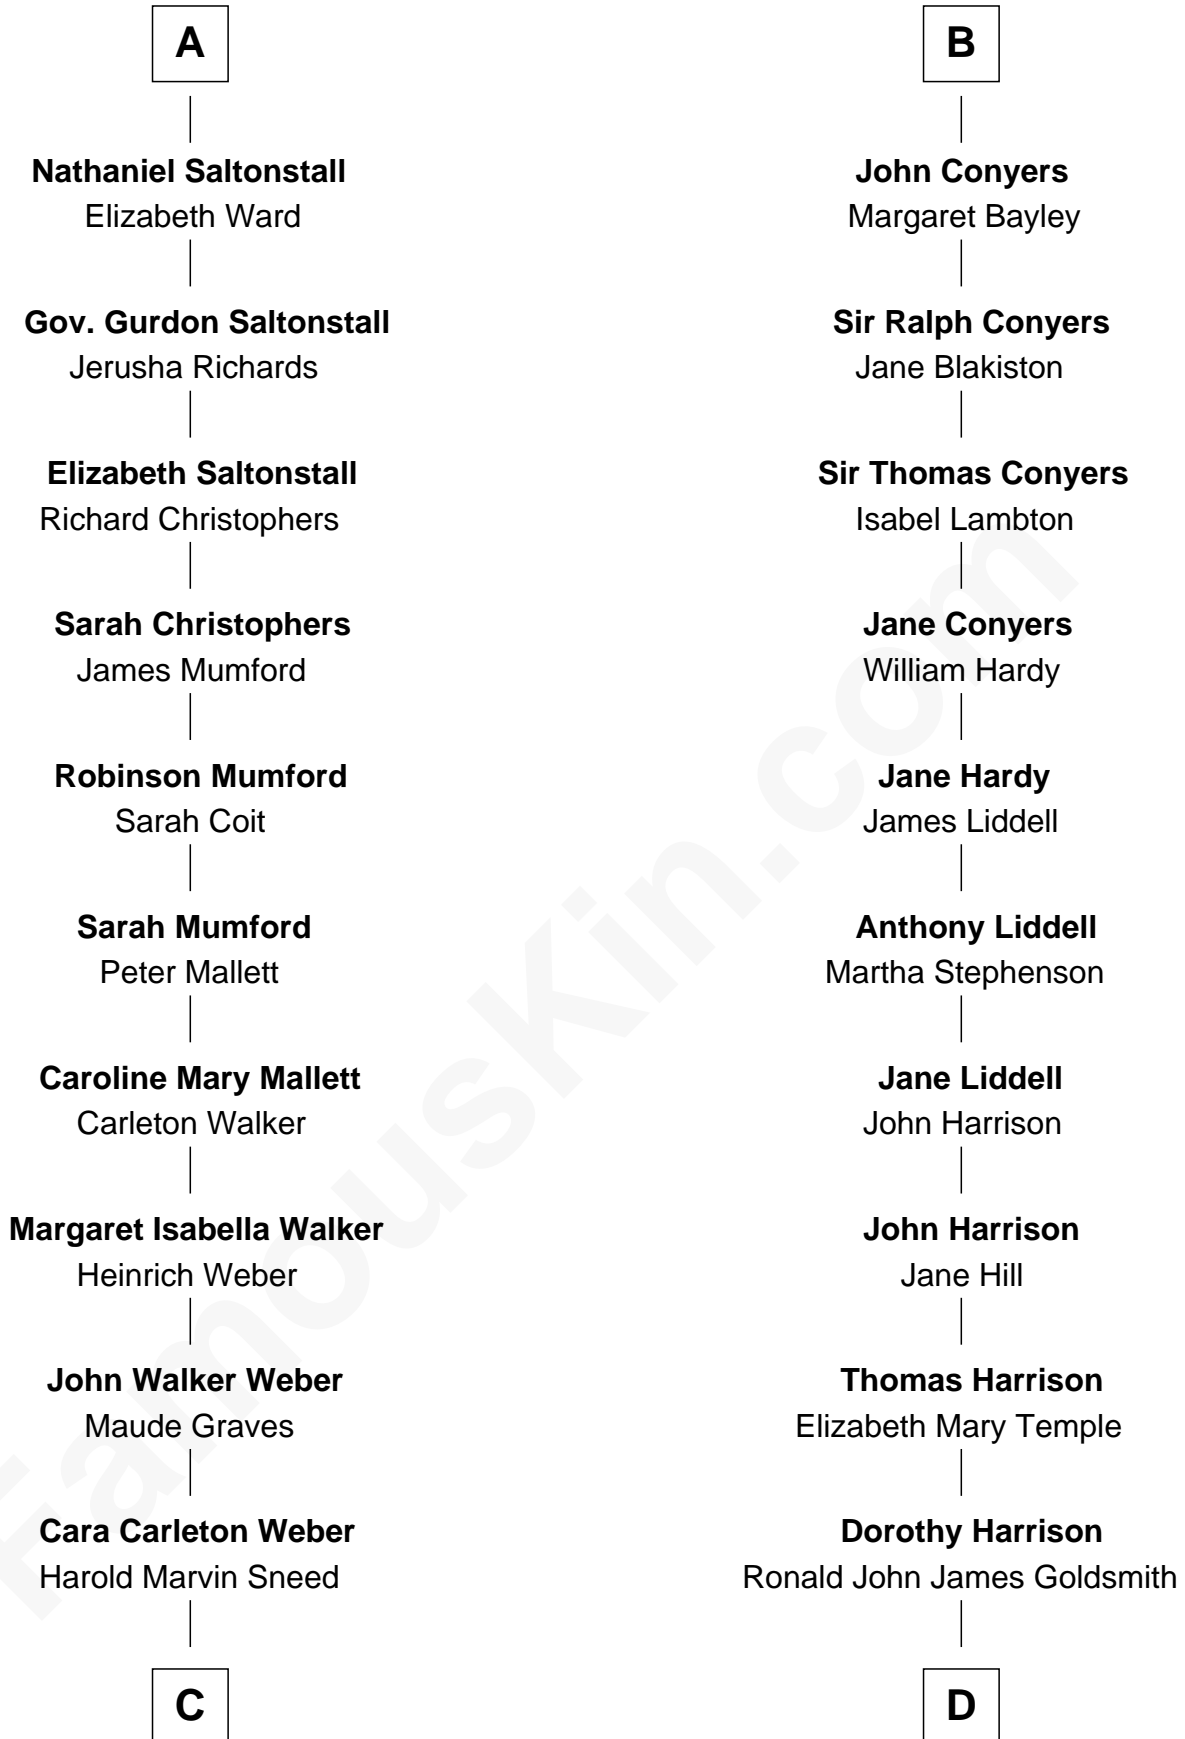 A
Nathaniel Saltonstall
Elizabeth Ward
Gov. Gurdon Saltonstall
Jerusha Richards
Elizabeth Saltonstall
Richard Christophers
Sarah Christophers
James Mumford
Robinson Mumford
Sarah Coit
Sarah Mumford
Peter Mallett
Caroline Mary Mallett
Carleton Walker
Margaret Isabella Walker
Heinrich Weber
John Walker Weber
Maude Graves
Cara Carleton Weber
Harold Marvin Sneed
C
B
John Conyers
Margaret Bayley
Sir Ralph Conyers
Jane Blakiston
Sir Thomas Conyers
Isabel Lambton
Jane Conyers
William Hardy
Jane Hardy
James Liddell
Anthony Liddell
Martha Stephenson
Jane Liddell
John Harrison
John Harrison
Jane Hill
Thomas Harrison
Elizabeth Mary Temple
Dorothy Harrison
Ronald John James Goldsmith
D
FamousKin.com